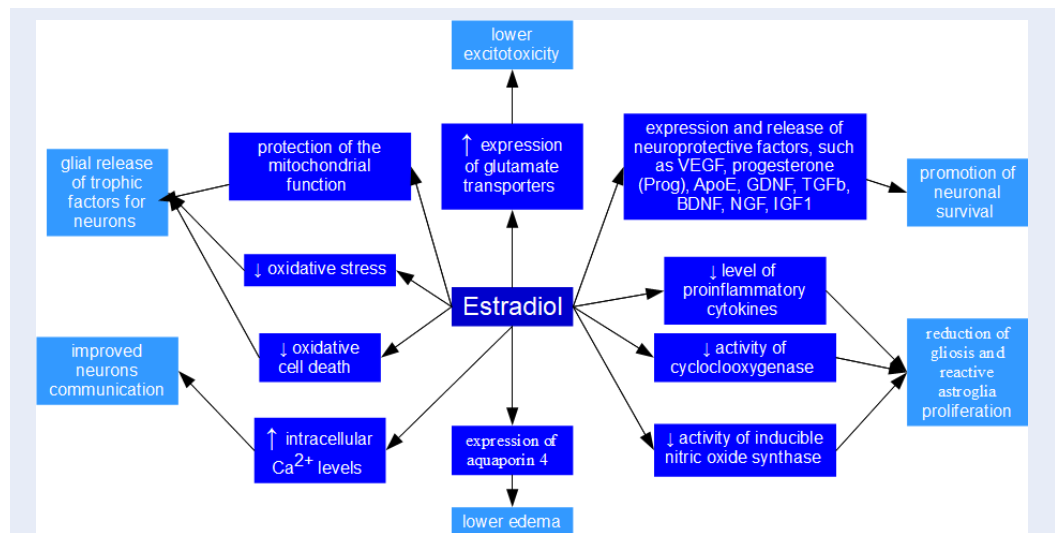 lower
excitotoxicity
protection of the
mitochondrial
function
↑ expression
of glutamate
transporters
expression and release of
neuroprotective factors, such
as VEGF, progesterone
(Prog), ApoE, GDNF, TGFb,
BDNF, NGF, IGF1
glial release
of trophic
factors for
neurons
promotion of
neuronal
survival
↓ oxidative stress
Estradiol
↓ level of
proinflammatory
cytokines
↓ oxidative
cell death
↓ activity of
cycloclooxygenase
improved
neurons
communication
reduction of
gliosis and
reactive
astroglia
proliferation
↑ intracellular
Ca2+ levels
expression of
aquaporin 4
↓ activity of inducible
nitric oxide synthase
lower edema